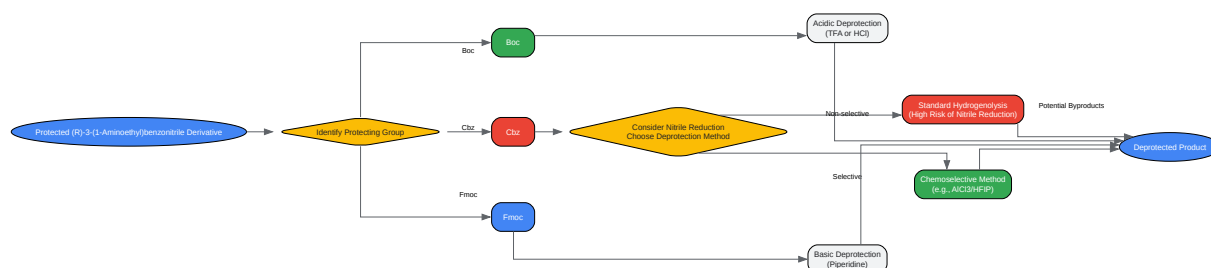 Acidic Deprotection
(TFA or HCl)
Boc
Boc
Standard Hydrogenolysis
(High Risk of Nitrile Reduction)
Potential Byproducts
Non-selective
Protected (R)-3-(1-Aminoethyl)benzonitrile Derivative
Identify Protecting Group
Cbz
Cbz
Consider Nitrile Reduction
Choose Deprotection Method
Deprotected Product
Selective
Chemoselective Method
(e.g., AlCl3/HFIP)
Fmoc
Fmoc
Basic Deprotection
(Piperidine)